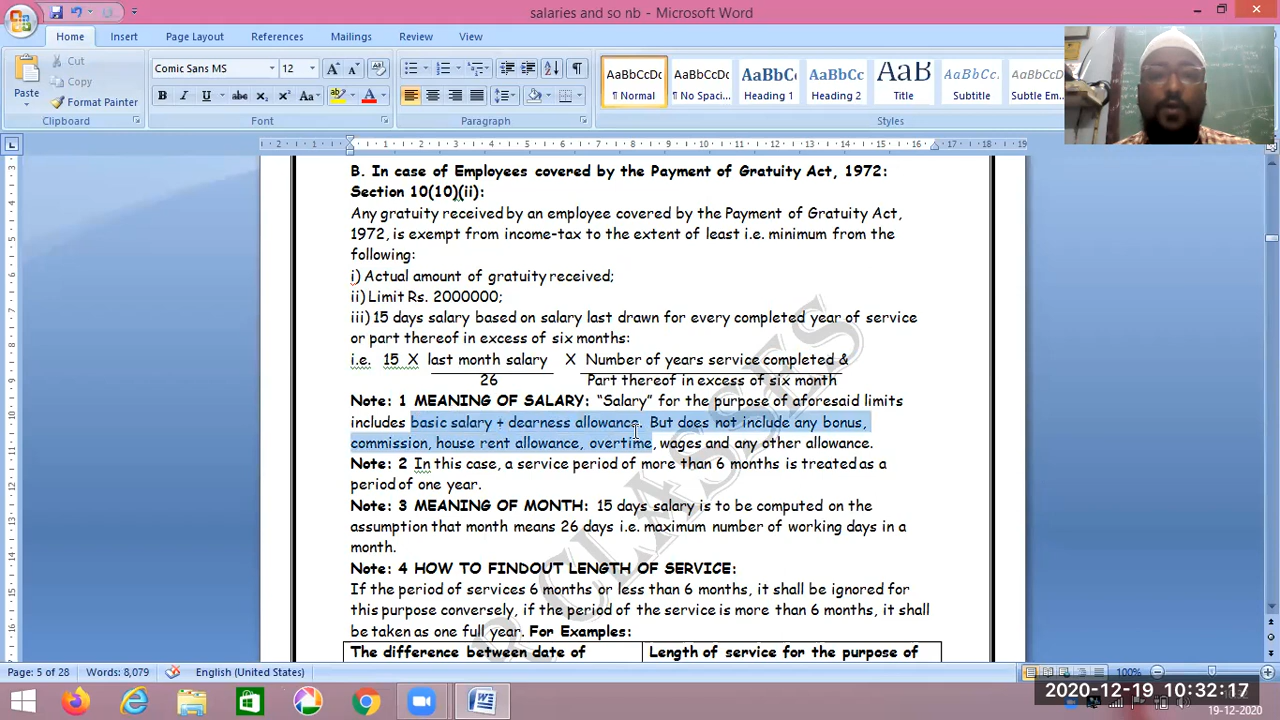 salaries and so nb - Microsoft Word
Home Insert Page Layout References Mailings Review View
Paste
Cut
Copy
Format Painter
Clipboard
Comic Sans MS 12
Font
Paragraph
AaBbCcDc AaBbCcDc AaBbC AaBbCc AaBb AaBbCc AaBbCcDc
¶ Normal ¶ No Spaci... Heading 1 Heading 2 Title Subtitle Subtle Em...
Styles
B. In case of Employees covered by the Payment of Gratuity Act, 1972:
Section 10(10)(ii):
Any gratuity received by an employee covered by the Payment of Gratuity Act,
1972, is exempt from income-tax to the extent of least i.e. minimum from the
following:
i) Actual amount of gratuity received;
ii) Limit Rs. 2000000;
iii) 15 days salary based on salary last drawn for every completed year of service
or part thereof in excess of six months:
i.e. 15 X last month salary X Number of years service completed &
26 Part thereof in excess of six month
Note: 1 MEANING OF SALARY: “Salary” for the purpose of aforesaid limits
includes basic salary + dearness allowance. But does not include any bonus,
commission, house rent allowance, overtime, wages and any other allowance.
Note: 2 In this case, a service period of more than 6 months is treated as a
period of one year.
Note: 3 MEANING OF MONTH: 15 days salary is to be computed on the
assumption that month means 26 days i.e. maximum number of working days in a
month.
Note: 4 HOW TO FINDOUT LENGTH OF SERVICE:
If the period of services 6 months or less than 6 months, it shall be ignored for
this purpose conversely, if the period of the service is more than 6 months, it shall
be taken as one full year. For Examples:
The difference between date of Length of service for the purpose of
R CLASSES
Page: 5 of 28 Words: 8,079 English (United States) 100%
2020-12-19 10:32:17
19-12-2020